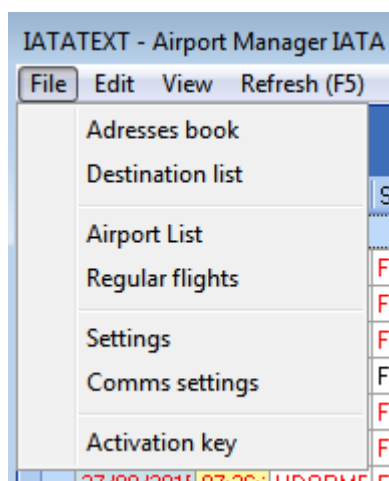 IATATEXT - Airport Manager IATA
File Edit View Refresh (F5)
Adresses book
Destination list
Airport List
Regular flights
Settings
Comms settings
Activation key